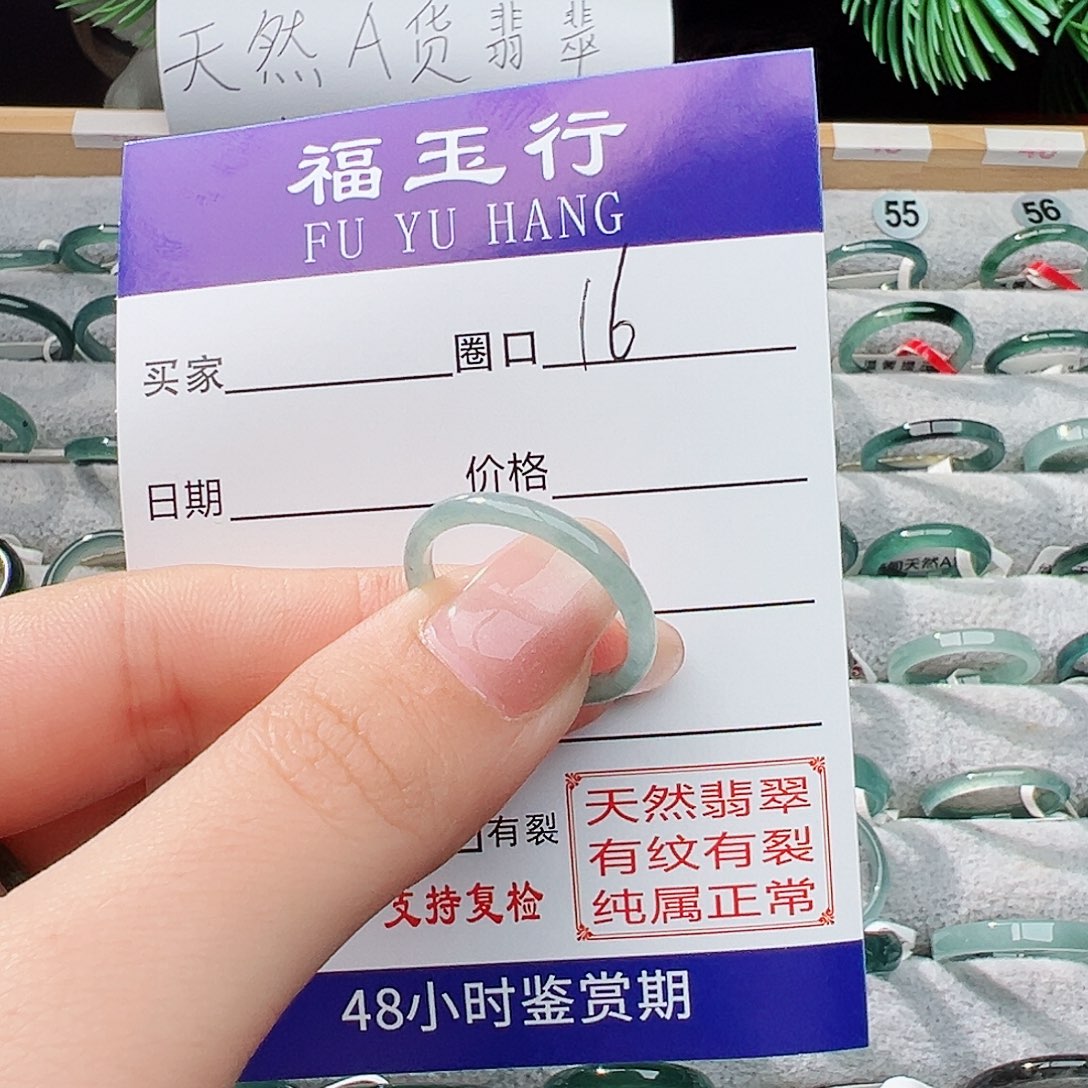 天然A货翡翠
福玉行
FU YU HANG
55
56
买家 圈口 16
日期 价格
有裂
支持复检
天然翡翠
有纹有裂
纯属正常
48小时鉴赏期